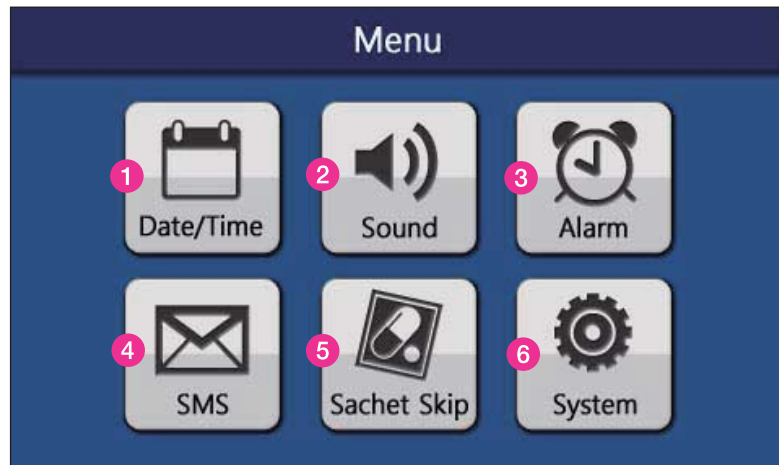 Menu
1 Date/Time
2 Sound
3 Alarm
4 SMS
5 Sachet Skip
6 System